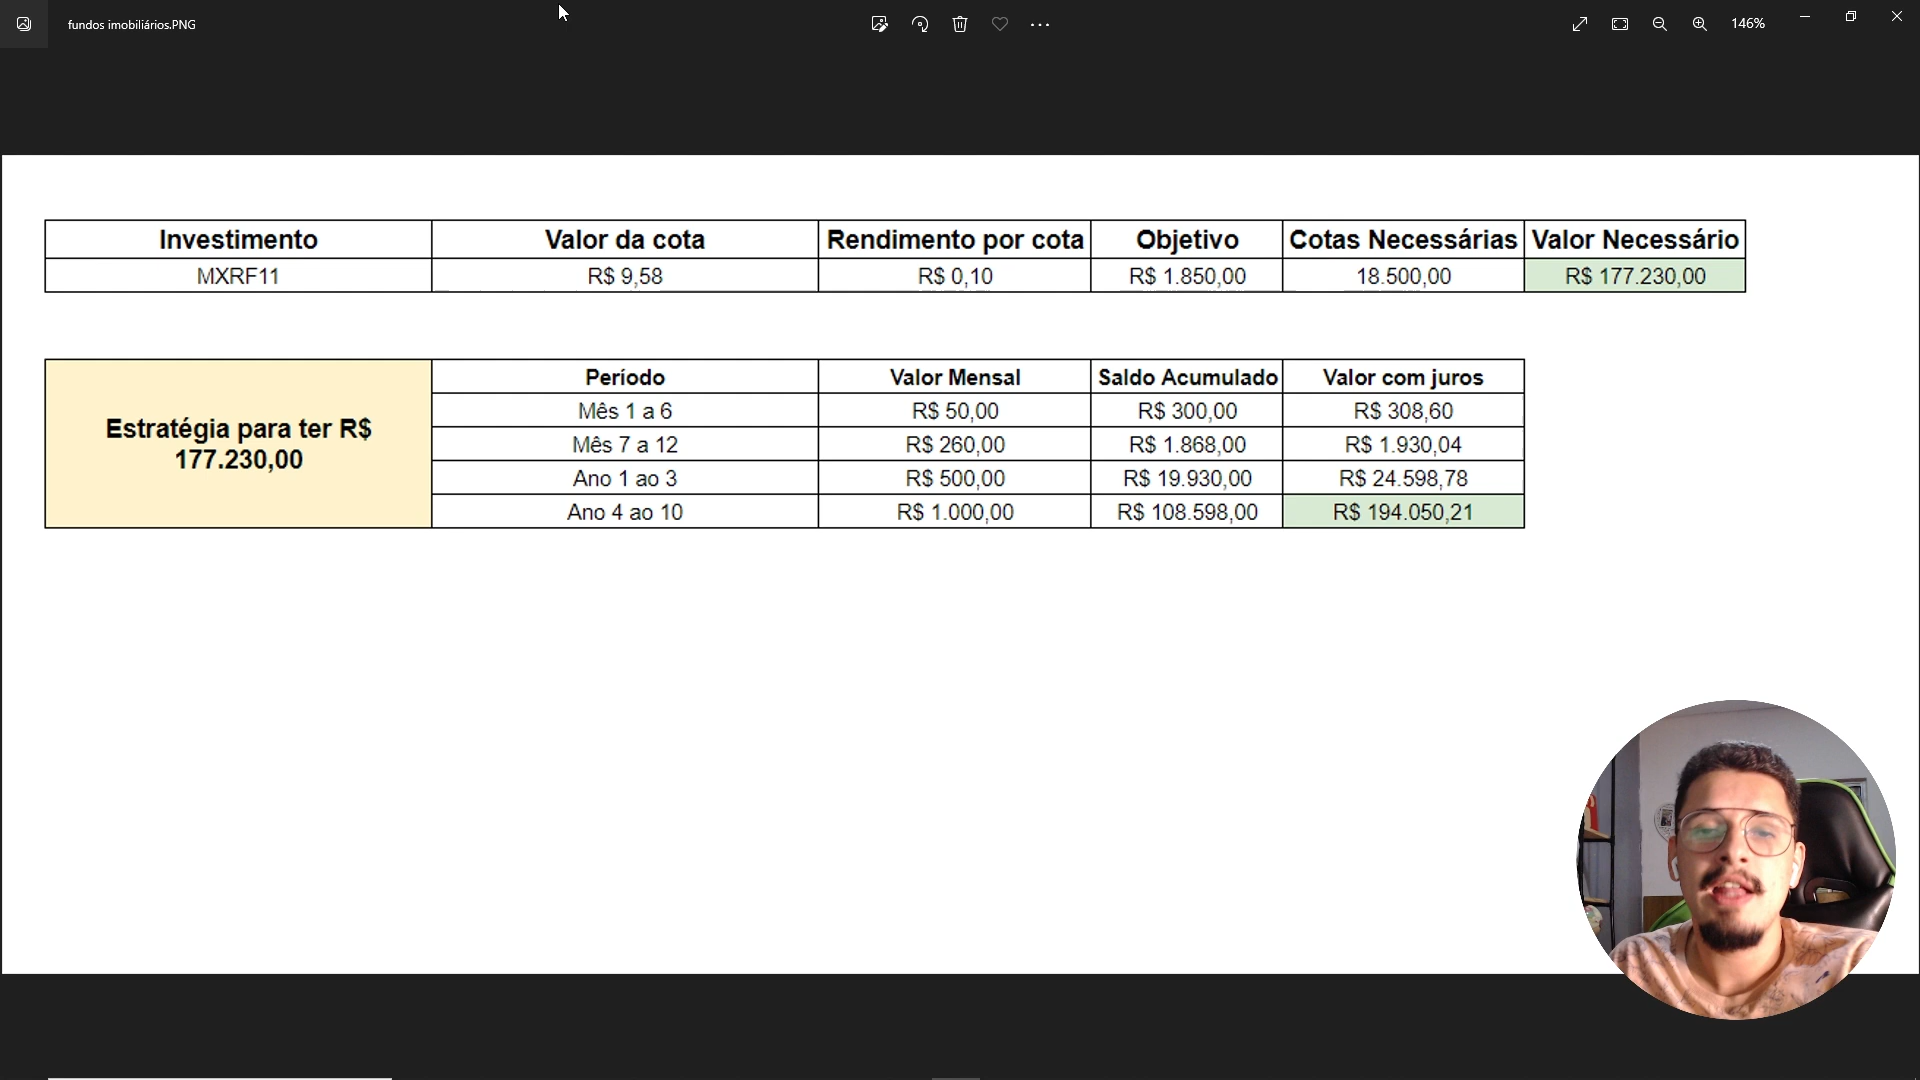 fundos imobiliários.PNG
146%
Investimento Valor da cota Rendimento por cota Objetivo Cotas Necessárias Valor Necessário
MXRF11 R$ 9,58 R$ 0,10 R$ 1.850,00 18.500,00 R$ 177.230,00
Estratégia para ter R$
177.230,00
Período Valor Mensal Saldo Acumulado Valor com juros
Mês 1 a 6 R$ 50,00 R$ 300,00 R$ 308,60
Mês 7 a 12 R$ 260,00 R$ 1.868,00 R$ 1.930,04
Ano 1 ao 3 R$ 500,00 R$ 19.930,00 R$ 24.598,78
Ano 4 ao 10 R$ 1.000,00 R$ 108.598,00 R$ 194.050,21